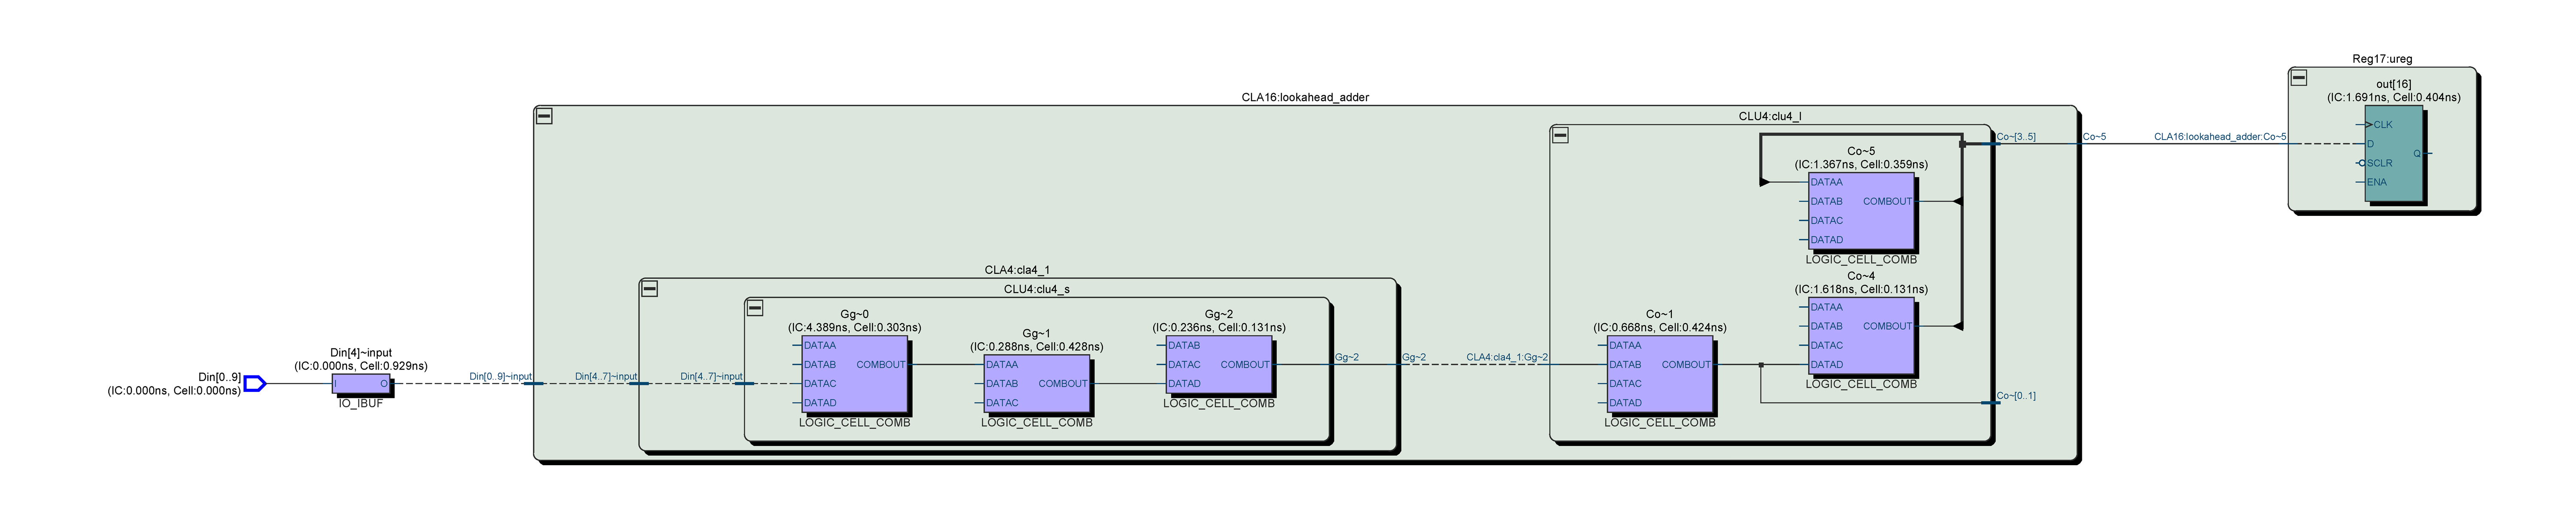 Reg17:ureg
out[16]
(IC:1.691ns, Cell:0.404ns)
CLK
D
Q
SCLR
ENA
CLA16:lookahead_adder
CLU4:clu4_l
Co~[3..5]
Co~5
CLA16:lookahead_adder:Co~5
Co~5
(IC:1.367ns, Cell:0.359ns)
DATAA
DATAB COMBOUT
DATAC
DATAD
LOGIC_CELL_COMB
Co~4
(IC:1.618ns, Cell:0.131ns)
DATAA
DATAB COMBOUT
DATAC
DATAD
LOGIC_CELL_COMB
Co~1
(IC:0.668ns, Cell:0.424ns)
DATAA
DATAB COMBOUT
DATAC
DATAD
LOGIC_CELL_COMB
Co~[0..1]
CLA4:cla4_1
CLU4:clu4_s
Gg~0
(IC:4.389ns, Cell:0.303ns)
DATAA
DATAB COMBOUT
DATAC
DATAD
LOGIC_CELL_COMB
Gg~1
(IC:0.288ns, Cell:0.428ns)
DATAA
DATAB COMBOUT
DATAC
LOGIC_CELL_COMB
Gg~2
(IC:0.236ns, Cell:0.131ns)
DATAB
DATAC COMBOUT
DATAD
LOGIC_CELL_COMB
Gg~2
Gg~2
CLA4:cla4_1:Gg~2
Din[4]~input
(IC:0.000ns, Cell:0.929ns)
I O
IO_IBUF
Din[0..9]
(IC:0.000ns, Cell:0.000ns)
Din[0..9]~input
Din[4..7]~input
Din[4..7]~input